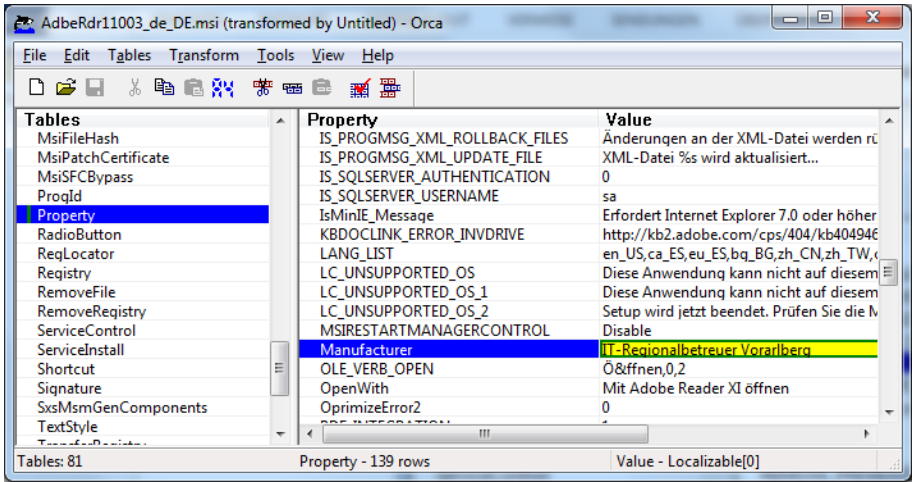 AdbeRdr11003_de_DE.msi (transformed by Untitled) - Orca
File Edit Tables Transform Tools View Help
Tables Property Value
MsiFileHash IS_PROGMSG_XML_ROLLBACK_FILES Änderungen an der XML-Datei werden rü
MsiPatchCertificate IS_PROGMSG_XML_UPDATE_FILE XML-Datei %s wird aktualisiert...
MsiSFCBypass IS_SQLSERVER_AUTHENTICATION 0
ProgId IS_SQLSERVER_USERNAME sa
Property IsMinIE_Message Erfordert Internet Explorer 7.0 oder höher
RadioButton KBDOCLINK_ERROR_INVDRIVE http://kb2.adobe.com/cps/404/kb404946
RegLocator LANG_LIST en_US,ca_ES,eu_ES,bg_BG,zh_CN,zh_TW,
Registry LC_UNSUPPORTED_OS Diese Anwendung kann nicht auf diesem
RemoveFile LC_UNSUPPORTED_OS_1 Diese Anwendung kann nicht auf diesem
RemoveRegistry LC_UNSUPPORTED_OS_2 Setup wird jetzt beendet. Prüfen Sie die
ServiceControl MSIRESTARTMANAGERCONTROL Disable
ServiceInstall Manufacturer IT-Regionalbetreuer Vorarlberg
Shortcut OLE_VERB_OPEN Ö&ffnen,0,2
Signature OpenWith Mit Adobe Reader XI öffnen
SxsMsmGenComponents OprimizeError2 0
TextStyle
Tables: 81 Property - 139 rows Value - Localizable[0]